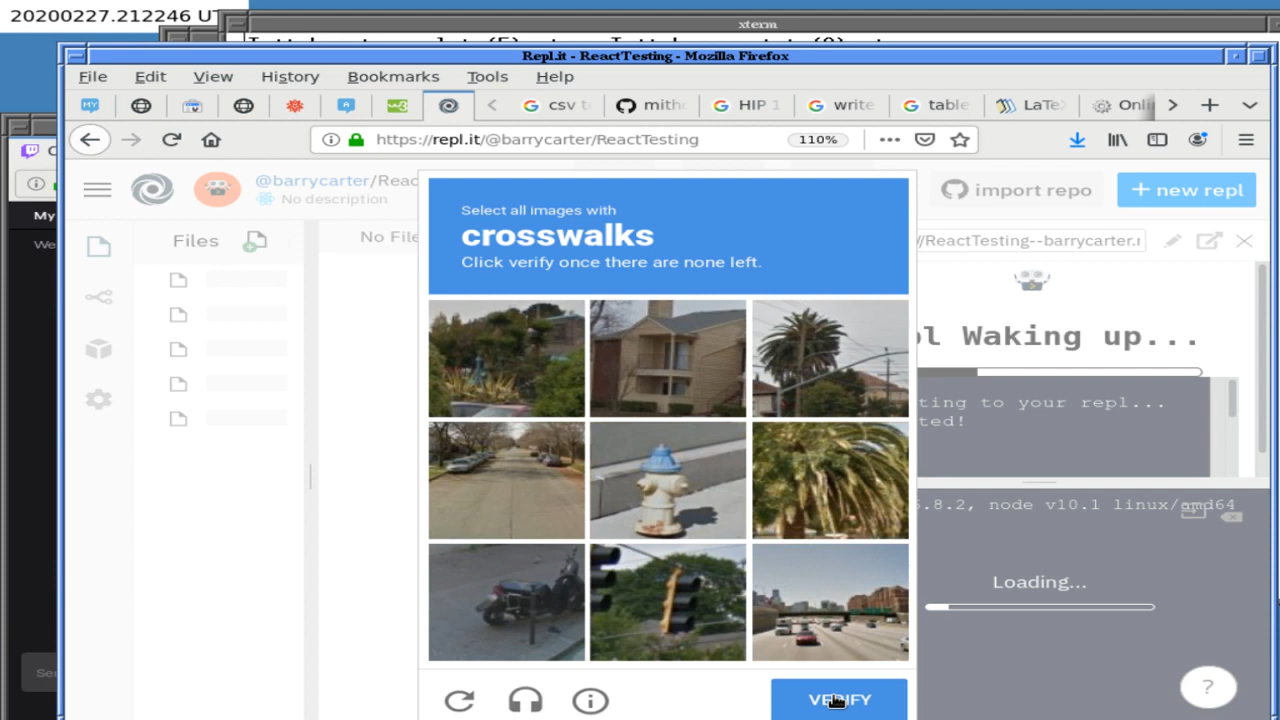 20200227.212246 UT
xterm
Repl.it - ReactTesting - Mozilla Firefox
File Edit View History Bookmarks Tools Help
csv t HIP 1 write table LaTe
https://repl.it/@barrycarter/ReactTesting 110%
@barrycarter/Reac
No description
import repo
+ new repl
Select all images with
crosswalks
Click verify once there are none left.
My
We
Files
No File
//ReactTesting--barrycarter.r
Waking up...
ting to your repl...
ted!
.8.2, node v10.1 linux/amd64
Loading...
VERIFY
?